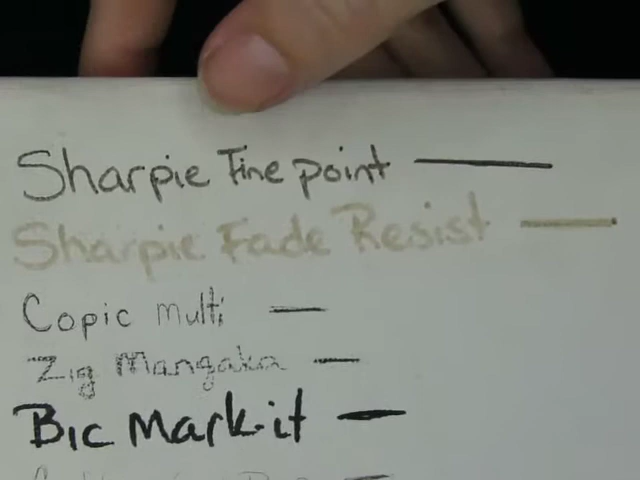 Sharpie Fine point
Sharpie Fade Resist
Copic Multi
Zig Mangaka
Bic Mark-it